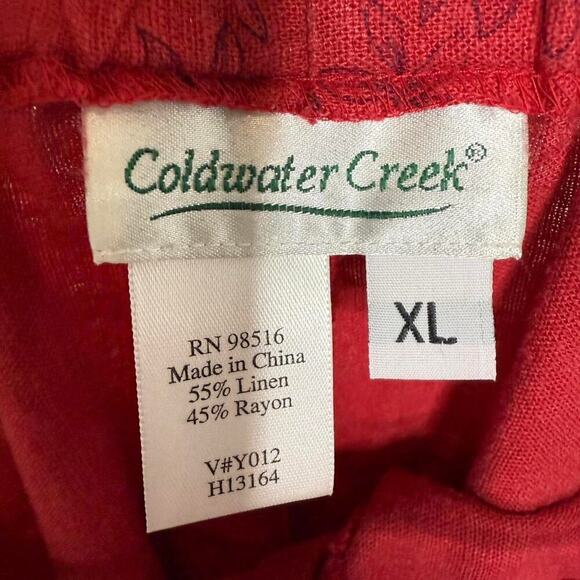 Coldwater Creek®
XL
RN 98516
Made in China
55% Linen
45% Rayon
V#Y012
H13164